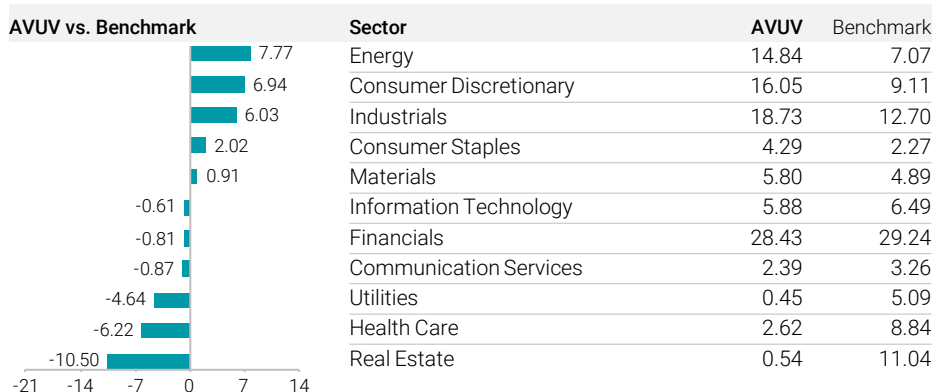 AVUV vs. Benchmark Sector AVUV Benchmark
7.77 Energy 14.84 7.07
6.94 Consumer Discretionary 16.05 9.11
6.03 Industrials 18.73 12.70
2.02 Consumer Staples 4.29 2.27
0.91 Materials 5.80 4.89
-0.61 Information Technology 5.88 6.49
-0.81 Financials 28.43 29.24
-0.87 Communication Services 2.39 3.26
-4.64 Utilities 0.45 5.09
-6.22 Health Care 2.62 8.84
-10.50 Real Estate 0.54 11.04
-21 -14 -7 0 7 14